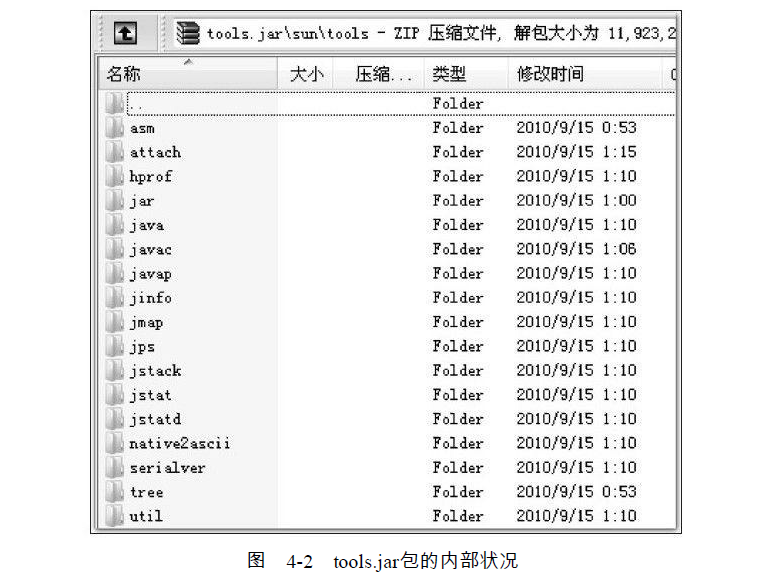 tools.jar\sun\tools - ZIP 压缩文件, 解包大小为 11,923,2
名称 大小 压缩... 类型 修改时间
.. Folder
asm Folder 2010/9/15 0:53
attach Folder 2010/9/15 1:15
hprof Folder 2010/9/15 1:10
jar Folder 2010/9/15 1:00
java Folder 2010/9/15 1:10
javac Folder 2010/9/15 1:06
javap Folder 2010/9/15 1:10
jinfo Folder 2010/9/15 1:10
jmap Folder 2010/9/15 1:10
jps Folder 2010/9/15 1:10
jstack Folder 2010/9/15 1:10
jstat Folder 2010/9/15 1:10
jstatd Folder 2010/9/15 1:10
native2ascii Folder 2010/9/15 1:10
serialver Folder 2010/9/15 1:10
tree Folder 2010/9/15 0:53
util Folder 2010/9/15 1:10
图 4-2 tools.jar包的内部状况